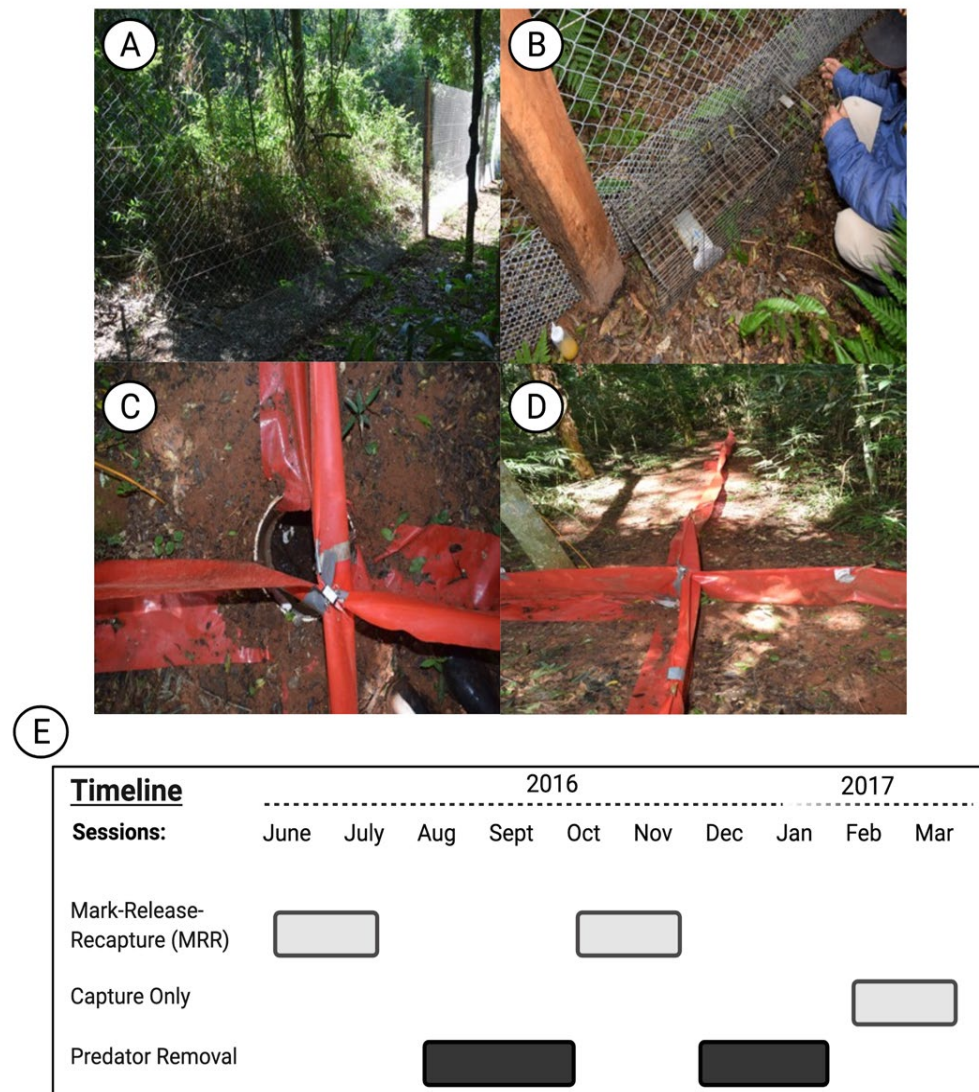 A
B
C
D
E
Timeline
2016
2017
Sessions:
June
July
Aug
Sept
Oct
Nov
Dec
Jan
Feb
Mar
Mark-Release-
Recapture (MRR)
Capture Only
Predator Removal